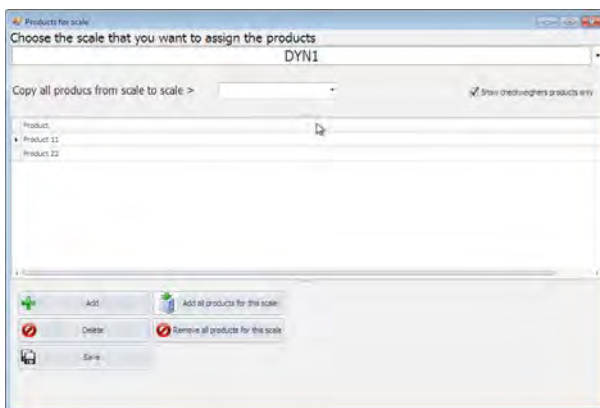 Products for scale
Choose the scale that you want to assign the products
DYN1
Copy all producs from scale to scale >
Show checkweighers products only
Product
Product 11
Product 22
Add
Add all products for this scale
Delete
Remove all products for this scale
Save